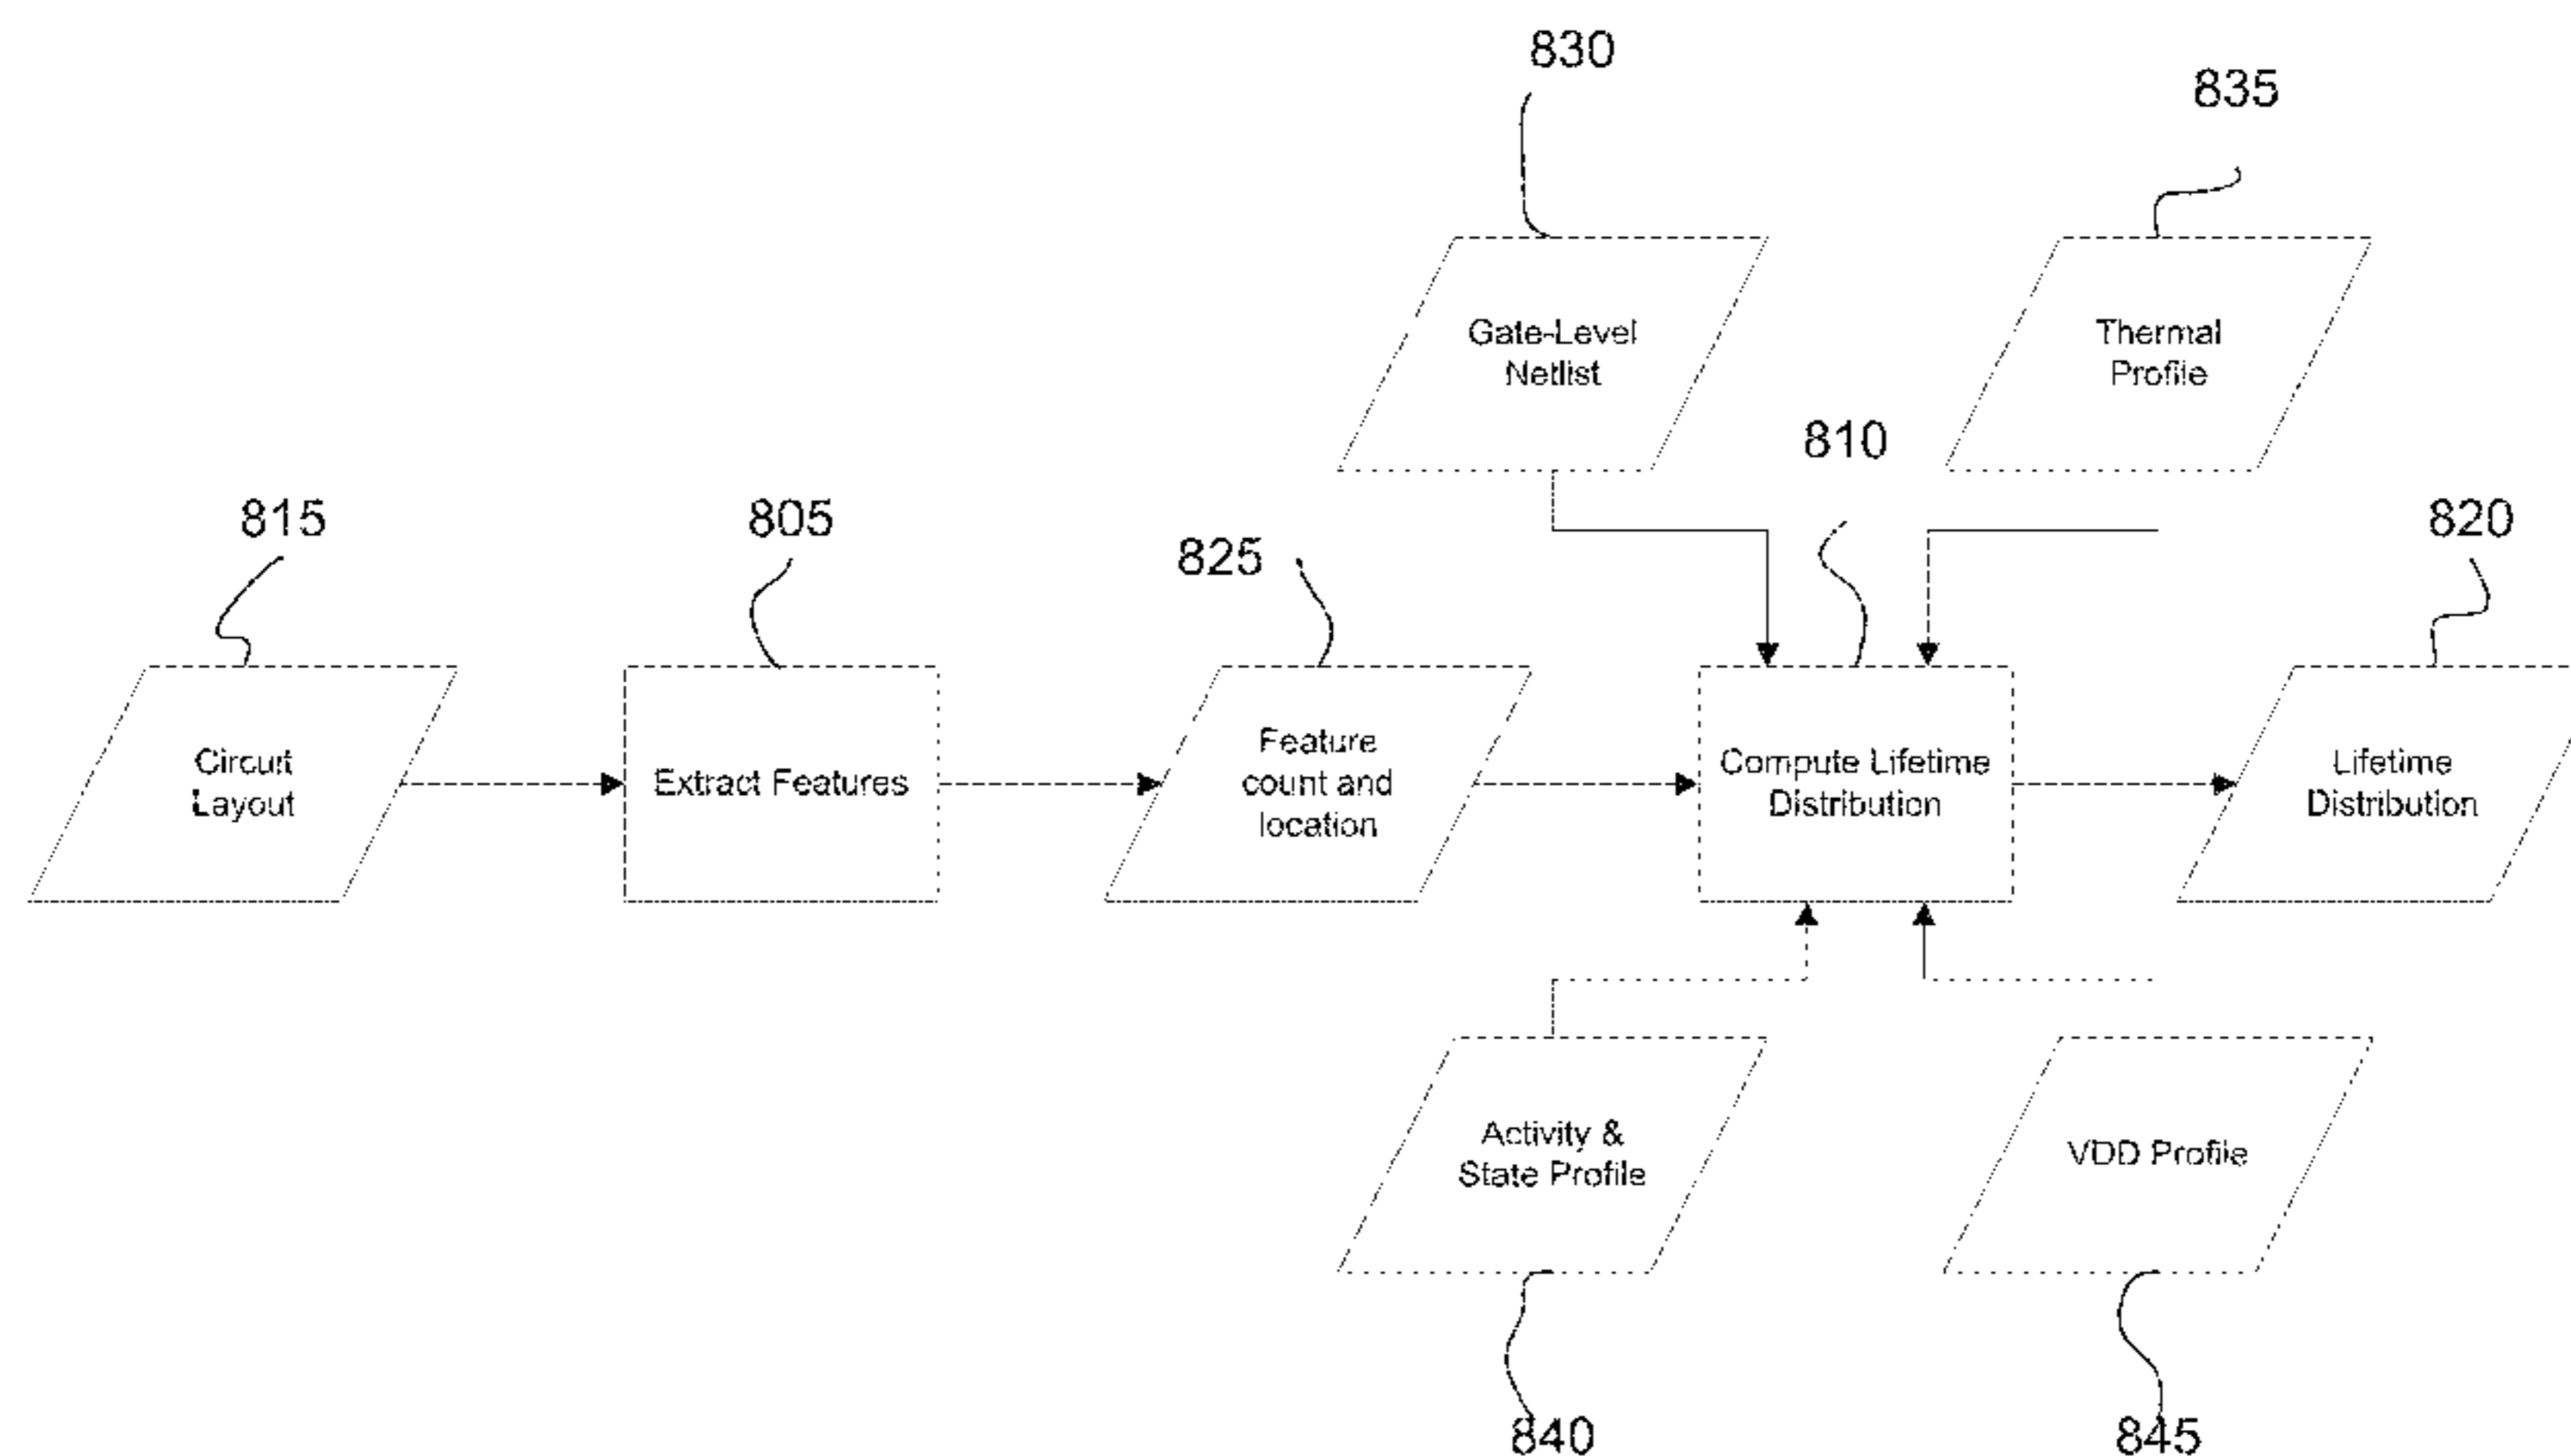 830
835
Gate-Level
Netlist
Thermal
Profile
810
815
805
825
820
Circuit
Layout
Extract Features
Feature
count and
location
Compute Lifetime
Distribution
Lifetime
Distribution
Activity &
State Profile
VDD Profile
840
845